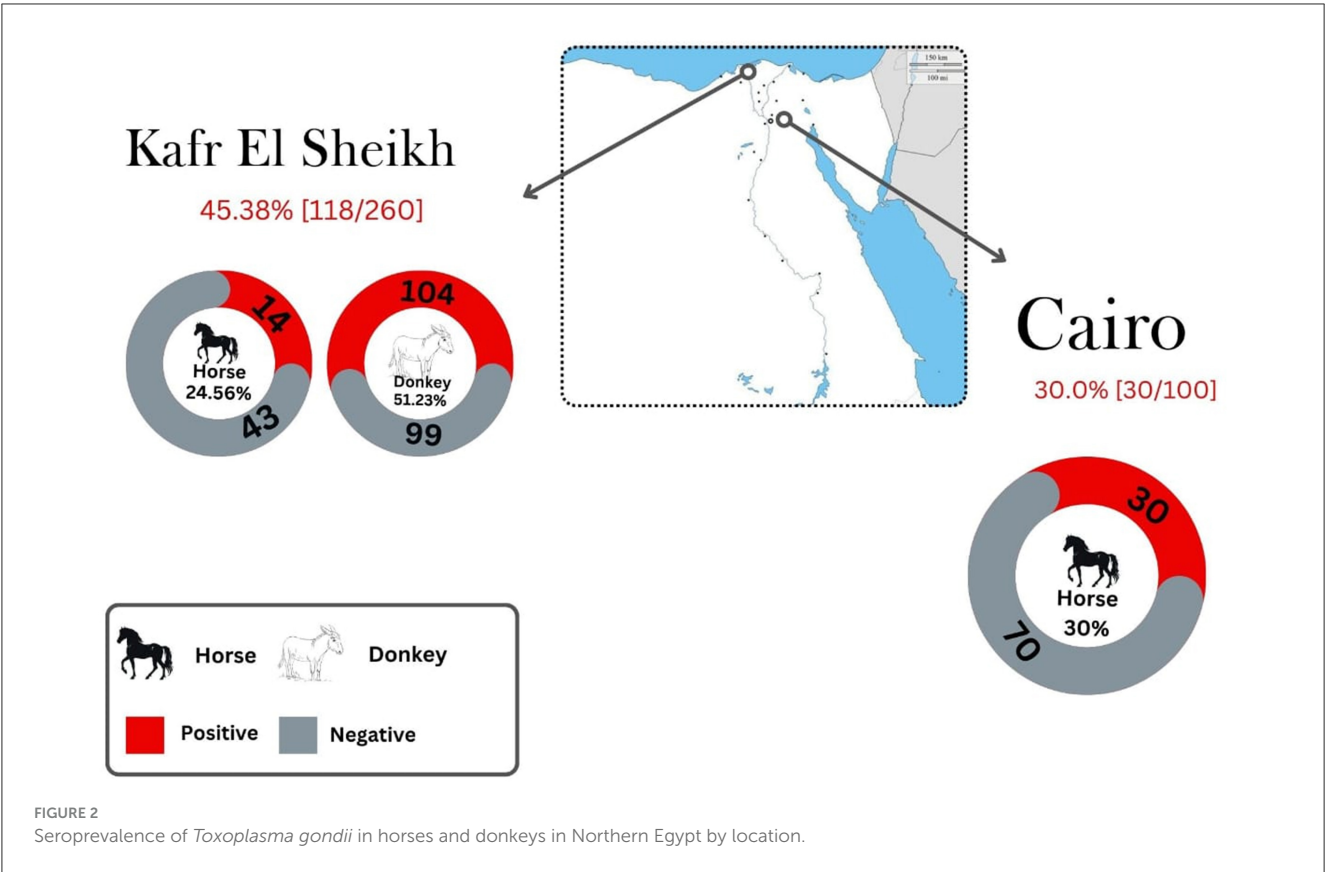 150 km
100 mi
Kafr El Sheikh
45.38% [118/260]
14
Horse
24.56%
43
104
Donkey
51.23%
99
Cairo
30.0% [30/100]
30
Horse
30%
70
Horse
Donkey
Positive
Negative
FIGURE 2
Seroprevalence of Toxoplasma gondii in horses and donkeys in Northern Egypt by location.